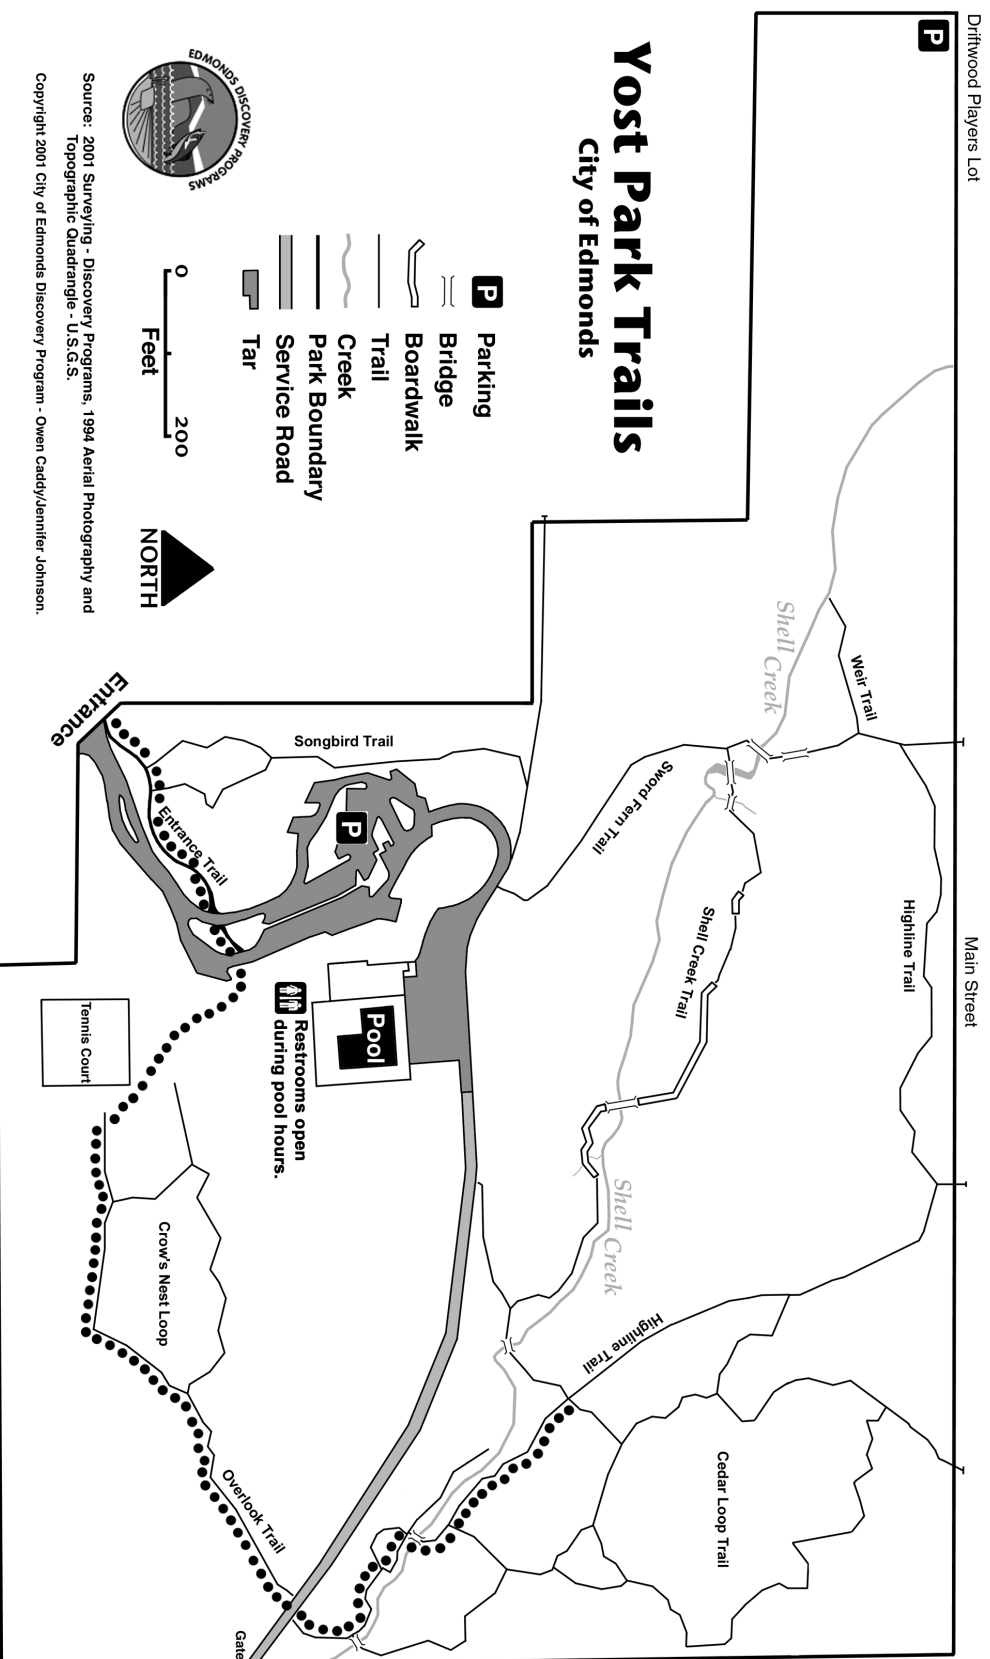 Yost Park Trails
City of Edmonds
P
Parking
Bridge
Boardwalk
Trail
Creek
Park Boundary
Service Road
Tar
0
200
Feet
NORTH
EDMONDS DISCOVERY PROGRAMS
Source: 2001 Surveying - Discovery Programs, 1994 Aerial Photography and
Topographic Quadrangle - U.S.G.S.
Copyright 2001 City of Edmonds Discovery Program - Owen Caddy/Jennifer Johnson.
Driftwood Players Lot
P
Main Street
Weir Trail
Shell
Creek
Highline Trail
Sword Fern Trail
Shell Creek Trail
Songbird Trail
Entrance
Entrance Trail
P
Pool
Restrooms open
during pool hours.
Tennis Court
Shell
Creek
Highline Trail
Cedar Loop Trail
Crow's Nest Loop
Overlook Trail
Gate